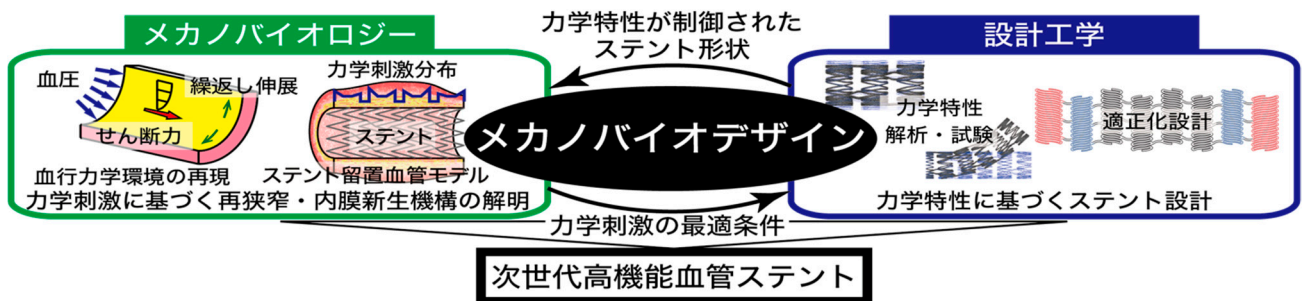 メカノバイオロジー
血圧
繰返し伸展
せん断力
血行力学環境の再現
力学刺激分布
ステント
ステント留置血管モデル
力学刺激に基づく再狭窄・内膜新生機構の解明
力学特性が制御された
ステント形状
メカノバイオデザイン
力学刺激の最適条件
設計工学
力学特性
解析・試験
適正化設計
力学特性に基づくステント設計
次世代高機能血管ステント